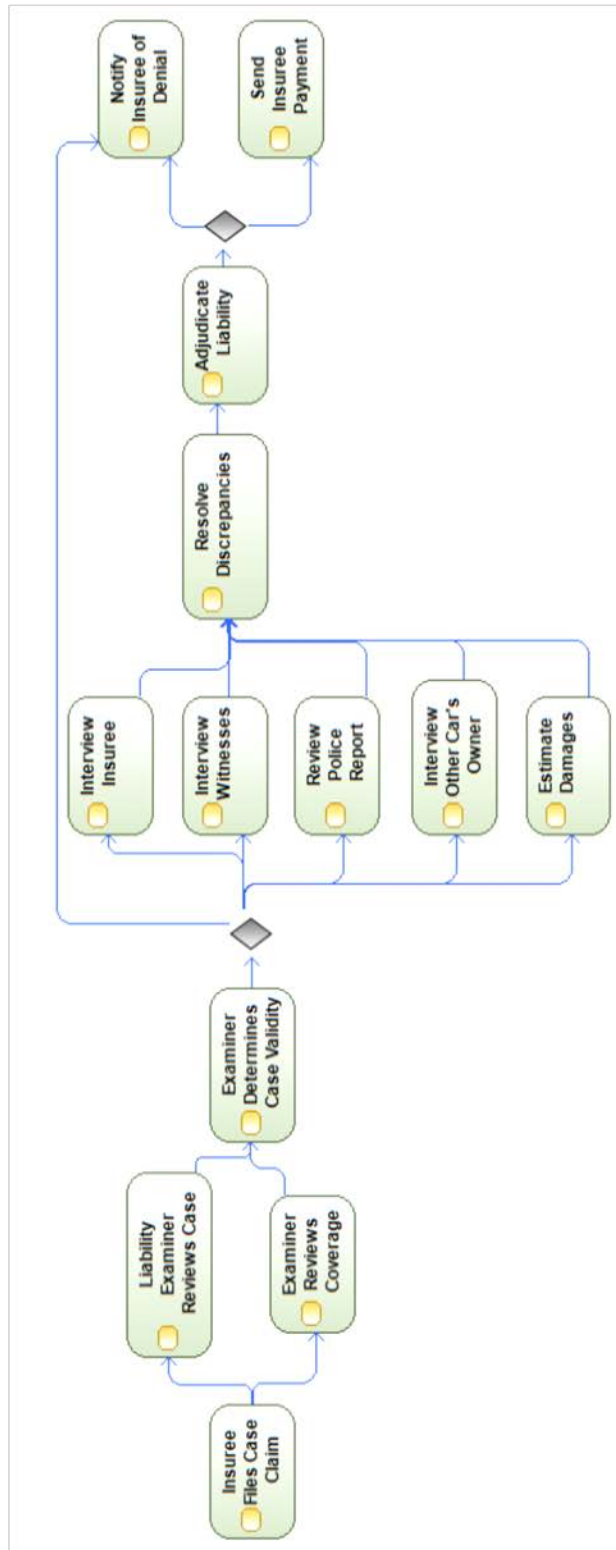 Insuree
Files Case
Claim
Liability
Examiner
Reviews Case
Examiner
Reviews
Coverage
Examiner
Determines
Case Validity
Interview
Insuree
Interview
Witnesses
Review
Police
Report
Interview
Other Car's
Owner
Estimate
Damages
Resolve
Discrepancies
Adjudicate
Liability
Notify
Insuree of
Denial
Send
Insuree
Payment